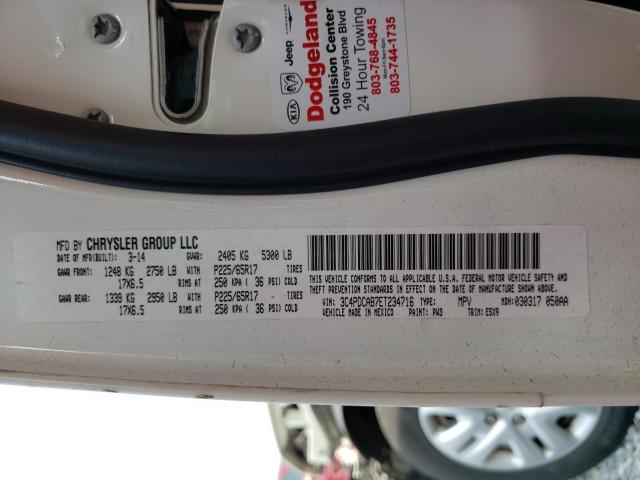 KIA
Jeep
Dodgeland
Collision Center
190 Greystone Blvd
24 Hour Towing
803-768-4845
Mon-Fri 8am-6pm
803-744-1735
MFD BY CHRYSLER GROUP LLC
DATE OF MFR(BUILT): 3-14 GVWR: 2405 KG 5300 LB
GAWR FRONT: 1248 KG 2750 LB WITH P225/65R17 TIRES
17X6.5 RIMS AT 250 KPA ( 36 PSI) COLD
GAWR REAR: 1339 KG 2950 LB WITH P225/65R17 - TIRES
17X6.5 RIMS AT 250 KPA ( 36 PSI) COLD
THIS VEHICLE CONFORMS TO ALL APPLICABLE U.S.A. FEDERAL MOTOR VEHICLE SAFETY AND
THEFT PREVENTION STANDARDS IN EFFECT ON THE DATE OF MANUFACTURE SHOWN ABOVE.
VIN: 3C4PDCAB7ET234716 TYPE: MPV MDH:030317 050AA
VEHICLE MADE IN MEXICO PAINT: PW3 TRIM: E5X9